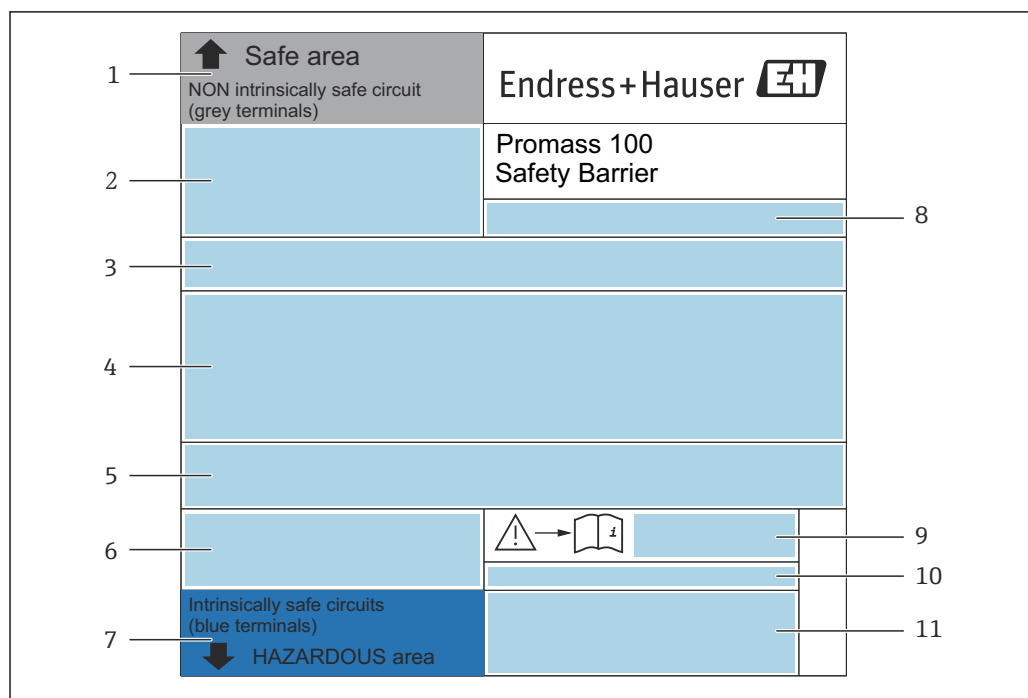 1
Safe area
NON intrinsically safe circuit
(grey terminals)
Endress+Hauser EH
Promass 100
Safety Barrier
2
8
3
4
5
6
i
9
10
Intrinsically safe circuits
(blue terminals)
7
HAZARDOUS area
11